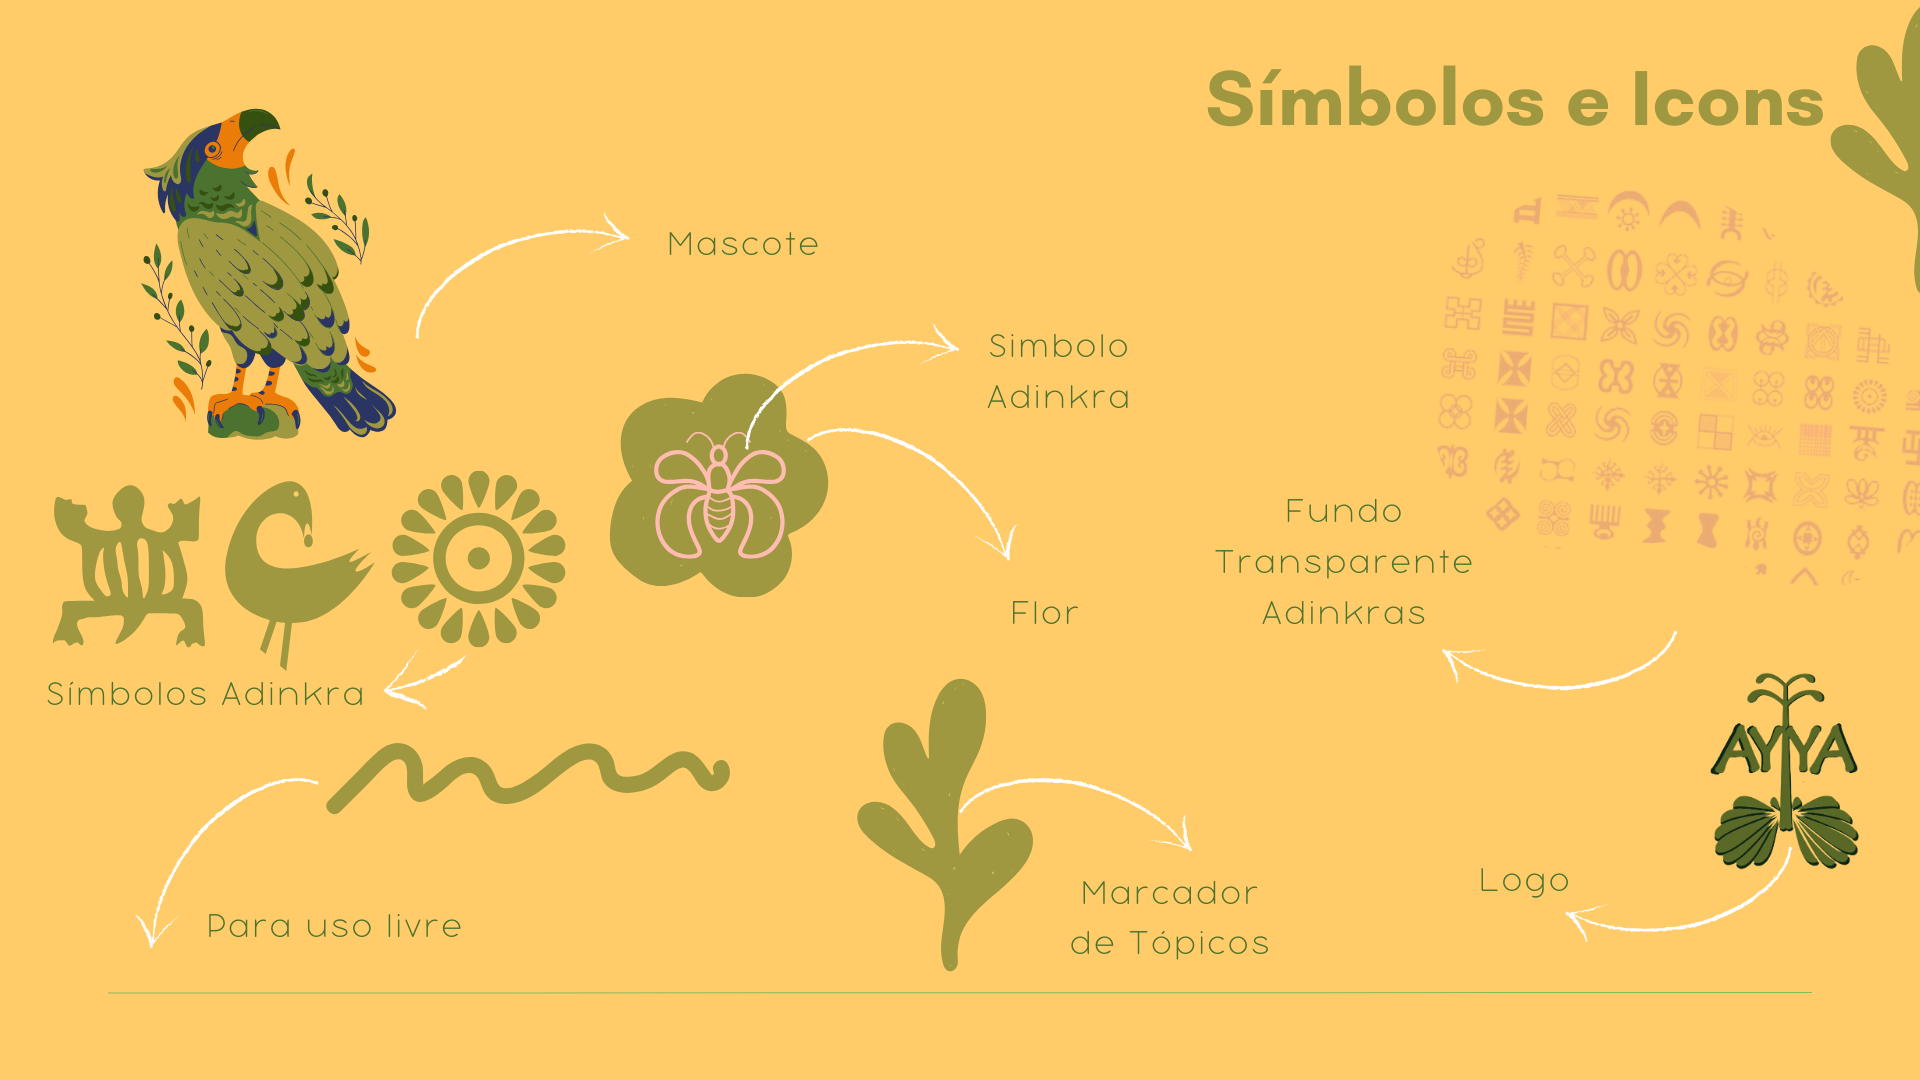 Símbolos e Icons
Mascote
Simbolo
Adinkra
Flor
Fundo
Transparente
Adinkras
Símbolos Adinkra
AYYA
Logo
Para uso livre
Marcador
de Tópicos